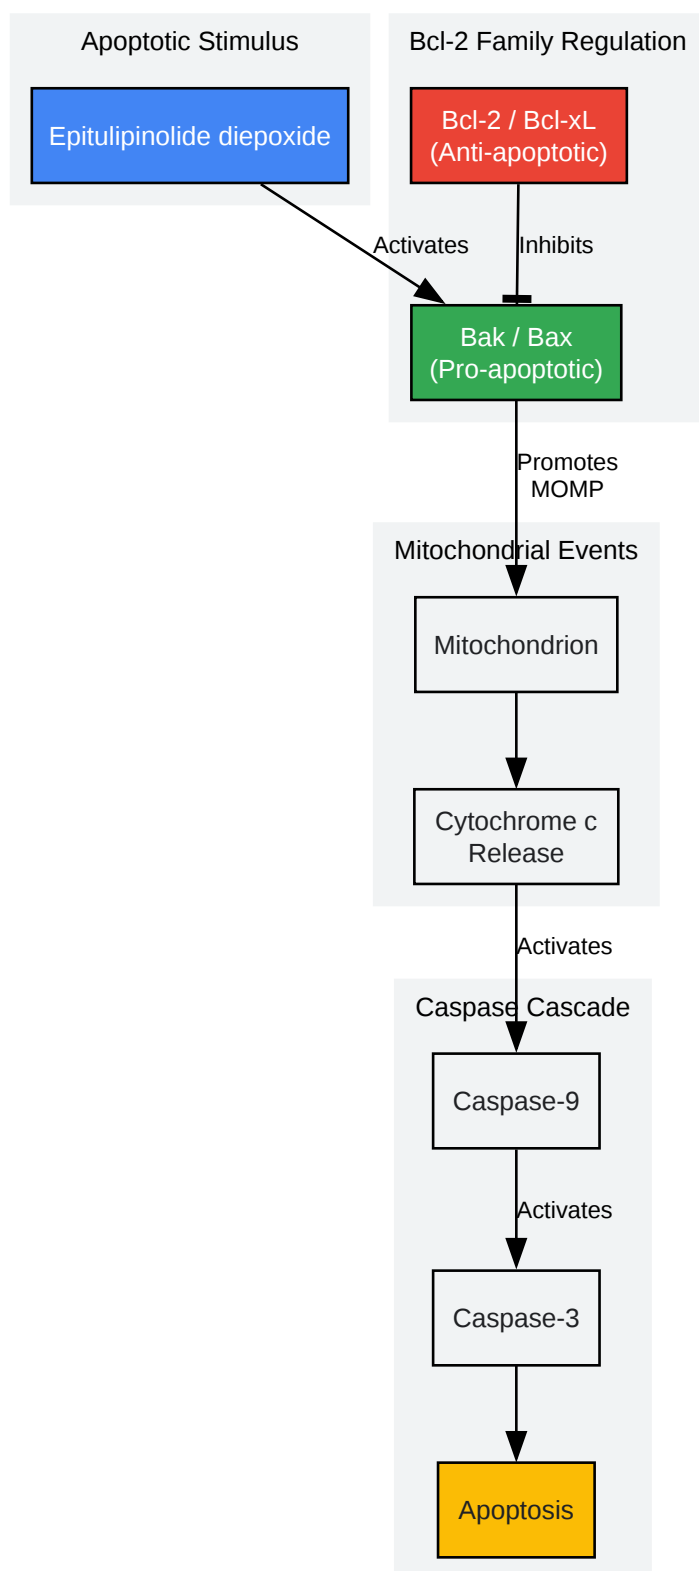 Apoptotic Stimulus
Bcl-2 Family Regulation
Epitulipinolide diepoxide
Bcl-2 / Bcl-xL
(Anti-apoptotic)
Activates
Inhibits
Bak / Bax
(Pro-apoptotic)
Promotes
MOMP
Mitochondrial Events
Mitochondrion
Cytochrome c
Release
Activates
Caspase Cascade
Caspase-9
Activates
Caspase-3
Apoptosis